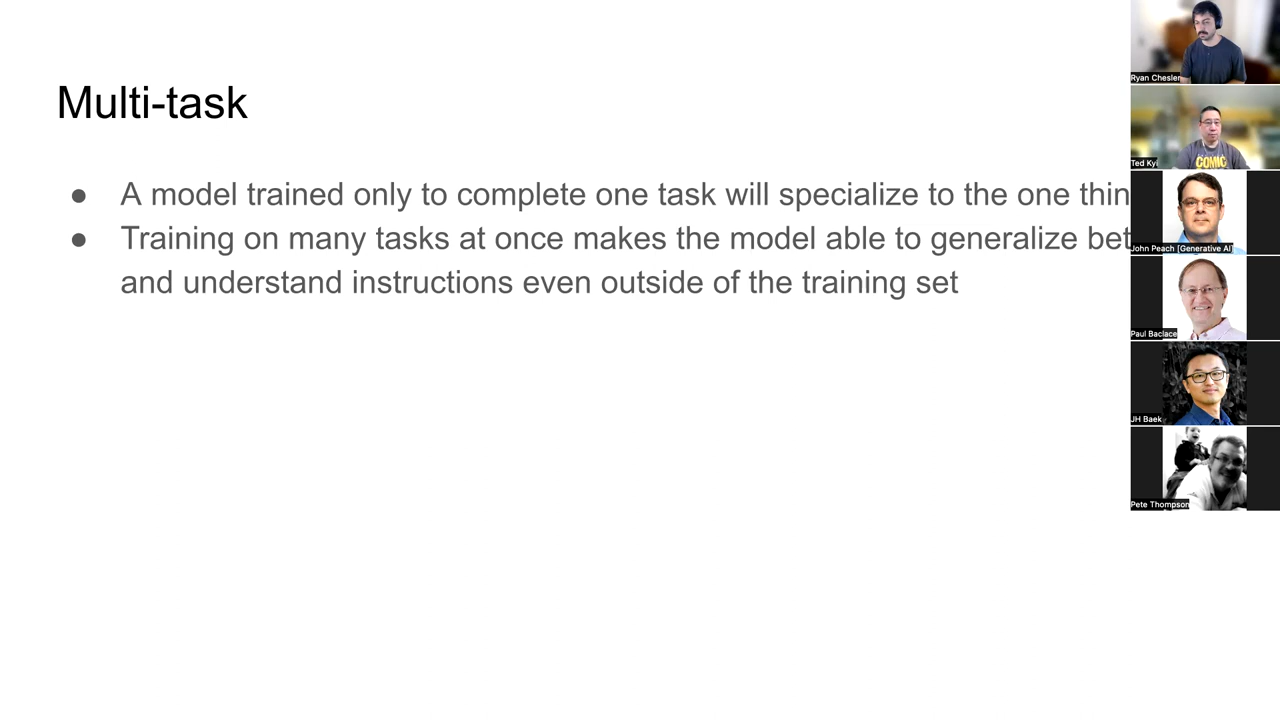 Multi-task
● A model trained only to complete one task will specialize to the one thin
● Training on many tasks at once makes the model able to generalize bet
and understand instructions even outside of the training set
Ryan Chesler
Ted Kyi
COMIC
John Peach [Generative AI]
Paul Baclace
JH Baek
Pete Thompson